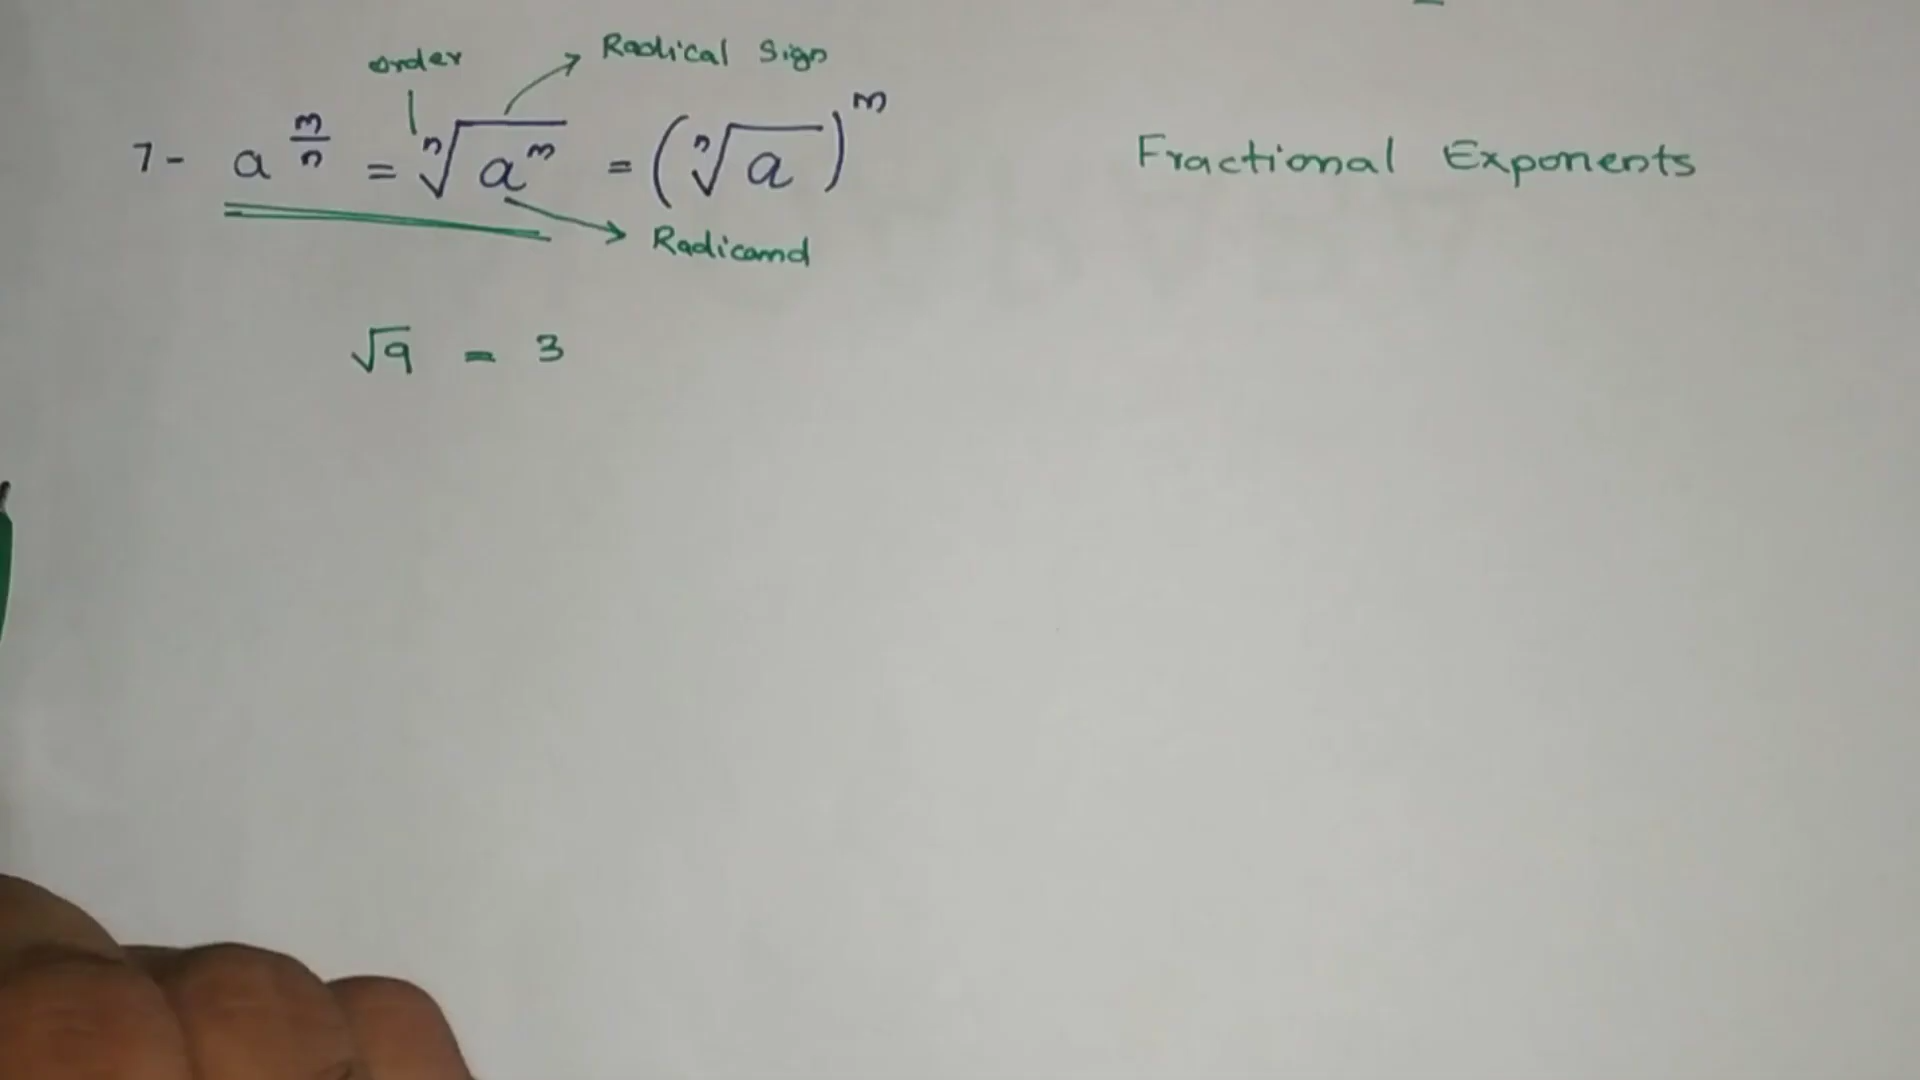 order
Radical Sign
7- a^{m/n} = ⁿ√a^m = (ⁿ√a)^m
Fractional Exponents
Radicand
√9 = 3